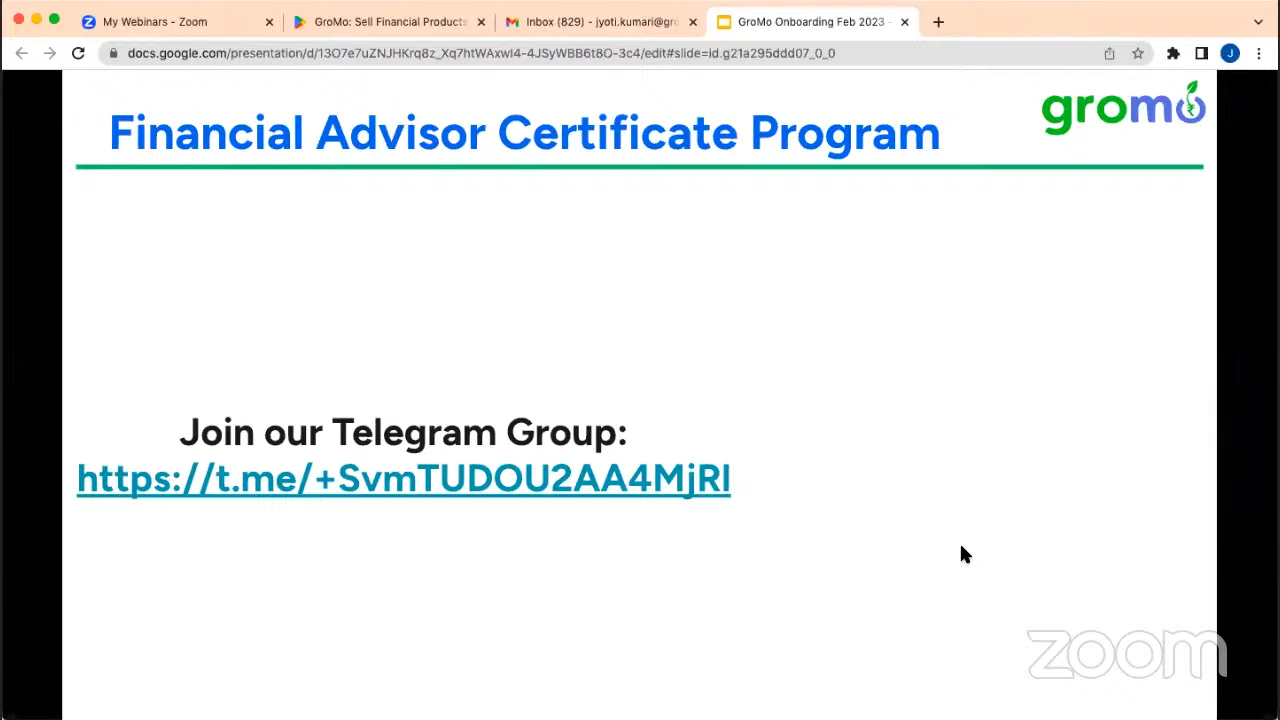 My Webinars - Zoom
GroMo: Sell Financial Products
Inbox (829) - jyoti.kumari@gro
GroMo Onboarding Feb 2023 -
docs.google.com/presentation/d/13O7e7uZNJHKrq8z_Xq7htWAxwI4-4JSyWBB6t8O-3c4/edit#slide=id.g21a295ddd07_0_0
J
gromo
Financial Advisor Certificate Program
Join our Telegram Group:
https://t.me/+SvmTUDOU2AA4MjRl
zoom